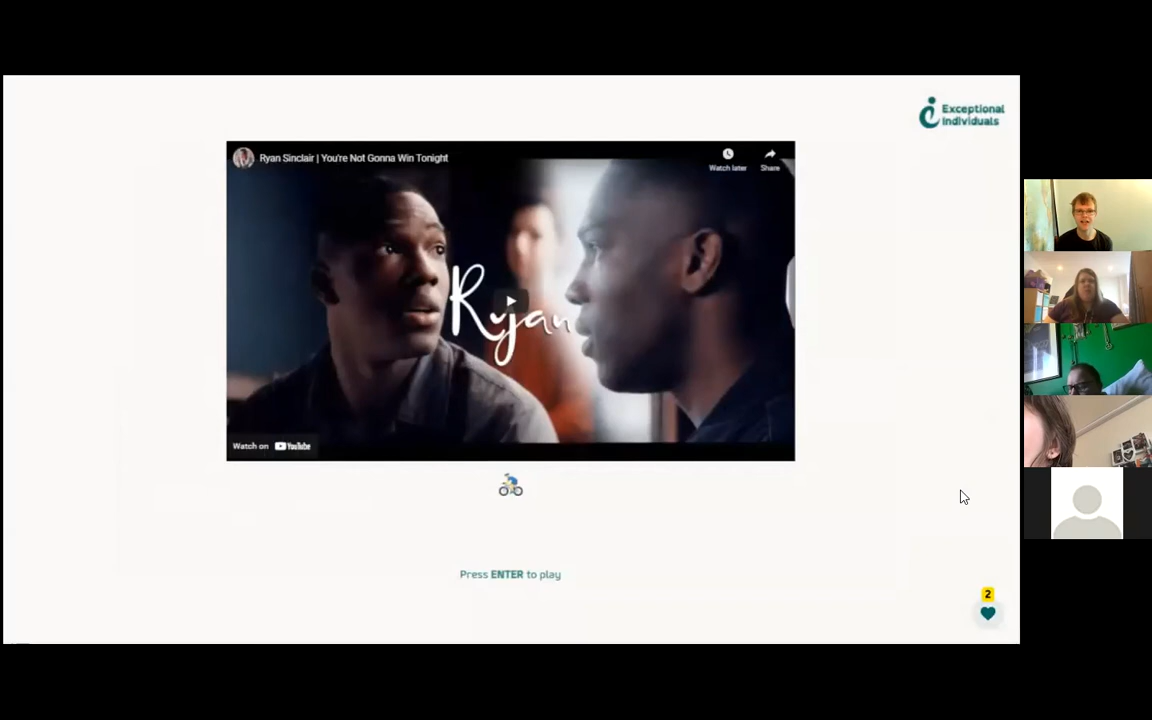 Exceptional
individuals
Ryan Sinclair | You're Not Gonna Win Tonight
Watch later
Share
Ryan
Watch on YouTube
Press ENTER to play
2